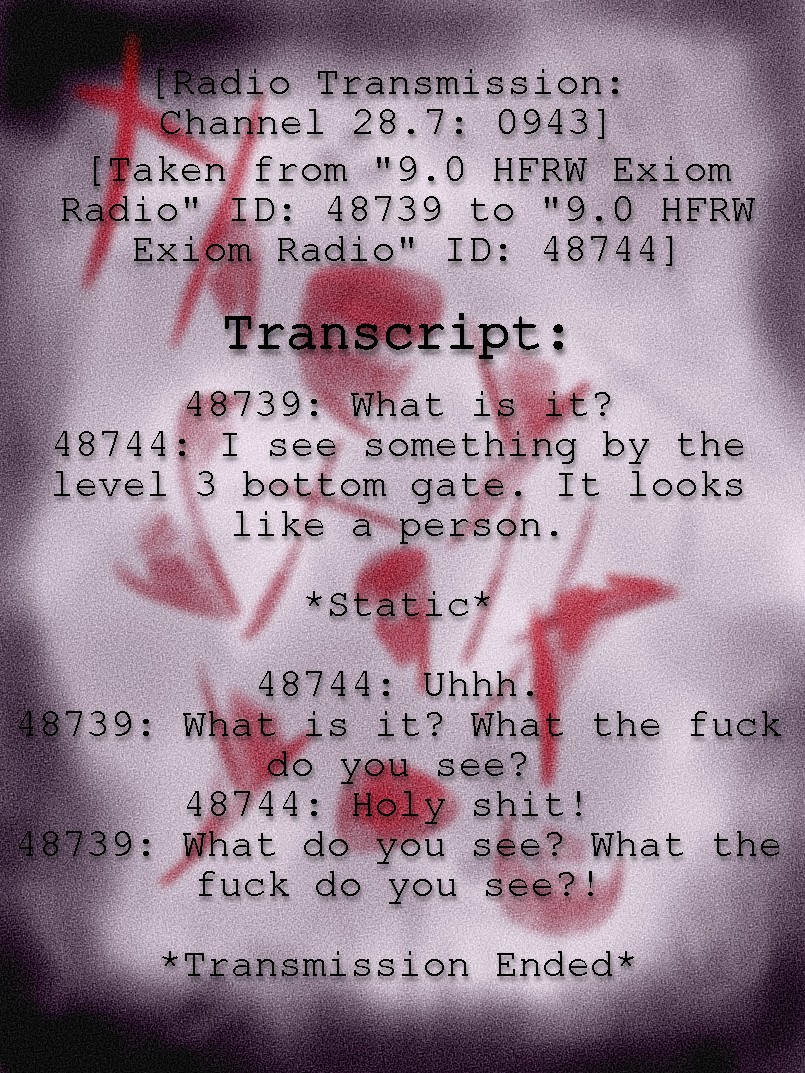 [Radio Transmission:
Channel 28.7: 0943]
[Taken from "9.0 HFRW Exiom
Radio" ID: 48739 to "9.0 HFRW
Exiom Radio" ID: 48744]
Transcript:
48739: What is it?
48744: I see something by the
level 3 bottom gate. It looks
like a person.
*Static*
48744: Uhhh.
48739: What is it? What the fuck
do you see?
48744: Holy shit!
48739: What do you see? What the
fuck do you see?!
*Transmission Ended*